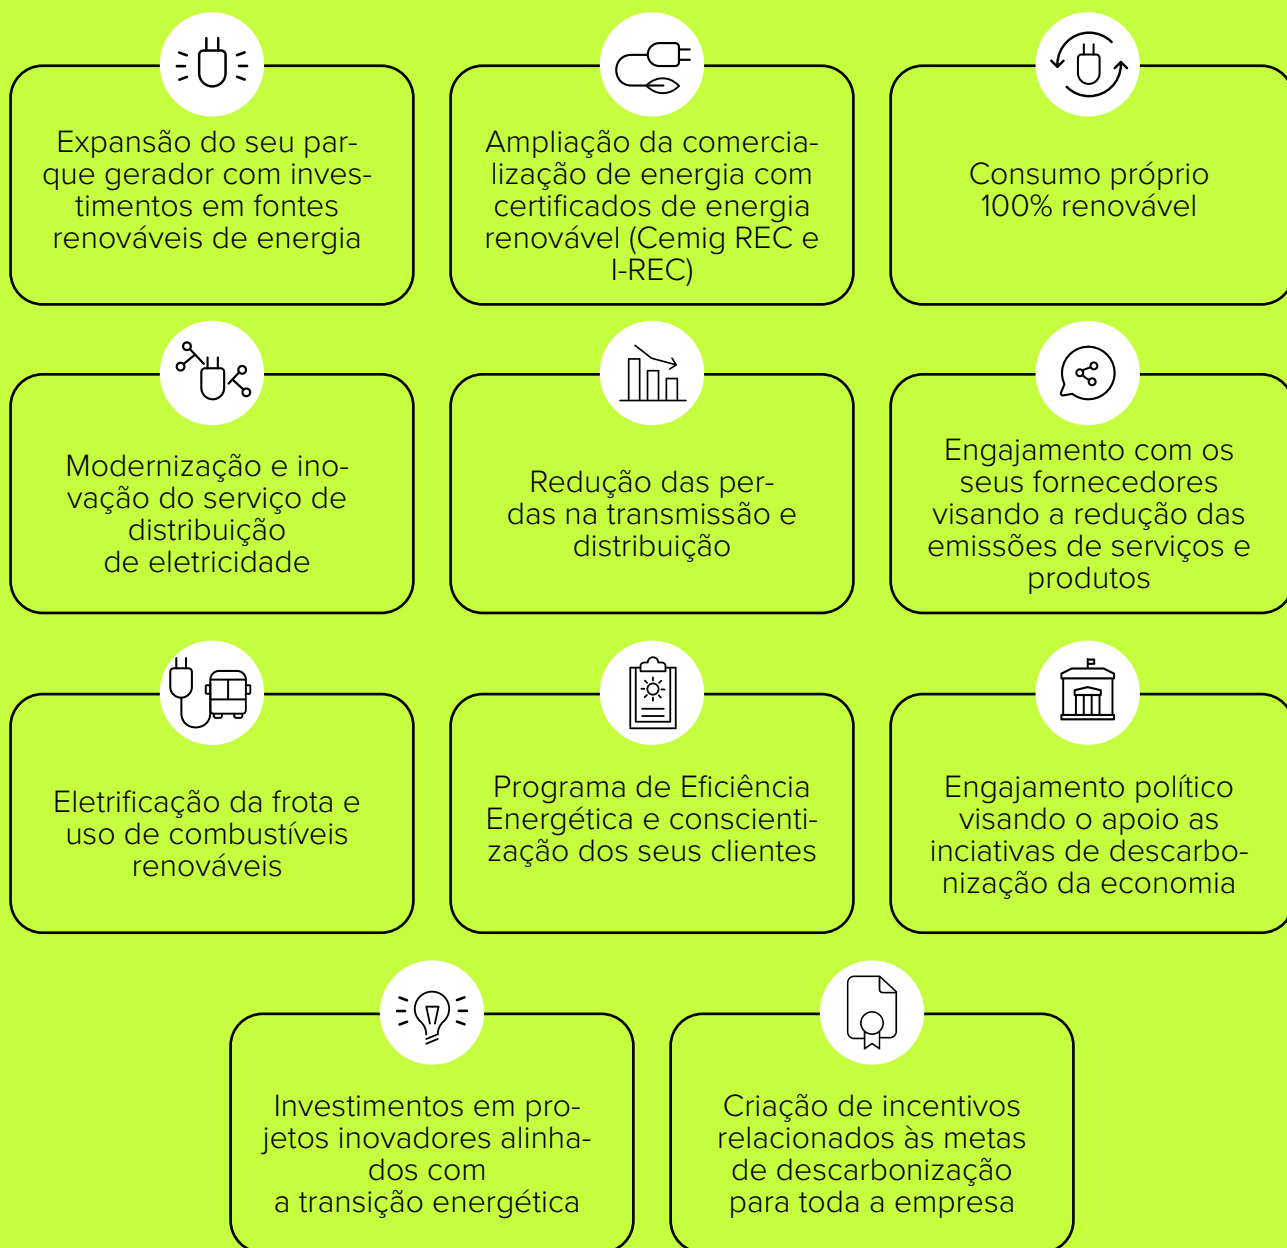 Expansão do seu par-
que gerador com inves-
timentos em fontes
renováveis de energia
Ampliação da comercia-
lização de energia com
certificados de energia
renovável (Cemig REC e
I-REC)
Consumo próprio
100% renovável
Modernização e ino-
vação do serviço de
distribuição
de eletricidade
Redução das per-
das na transmissão e
distribuição
Engajamento com os
seus fornecedores
visando a redução das
emissões de serviços e
produtos
Eletrificação da frota e
uso de combustíveis
renováveis
Programa de Eficiência
Energética e conscienti-
zação dos seus clientes
Engajamento político
visando o apoio as
inciativas de descarbo-
nização da economia
Investimentos em pro-
jetos inovadores alinha-
dos com
a transição energética
Criação de incentivos
relacionados às metas
de descarbonização
para toda a empresa